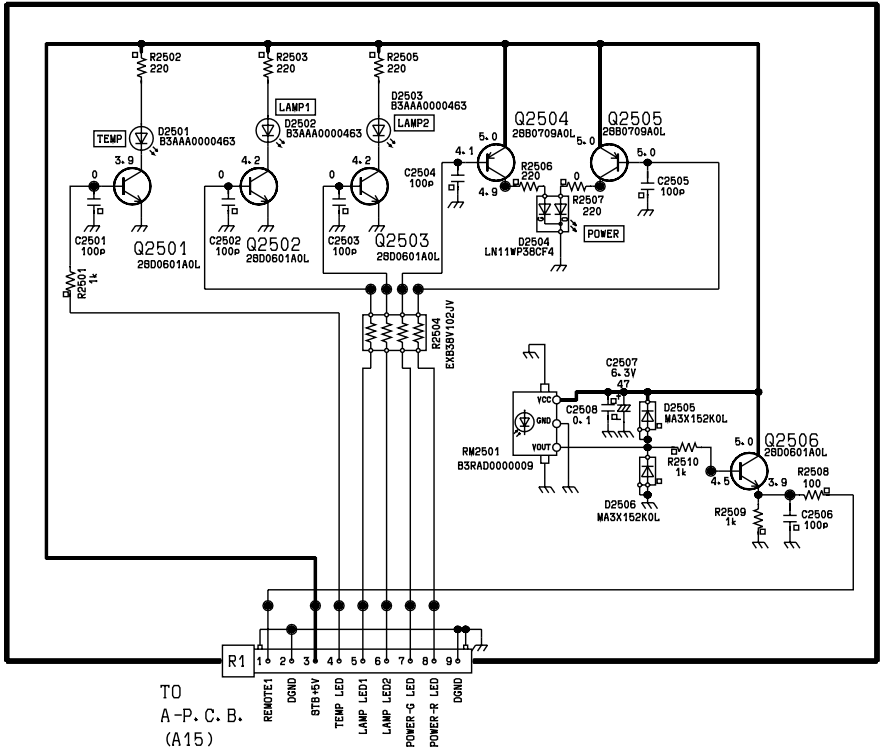 R2502
220
R2503
220
R2505
220
D2503
B3AAA0000463
LAMP1
LAMP2
TEMP
D2501
B3AAA0000463
D2502
B3AAA0000463
Q2504
2SB0709A0L
Q2505
2SB0709A0L
5.0
5.0
4.1
5.0
3.9
4.2
4.2
0
0
0
4.9
0
R2506
220
R2507
220
C2504
100p
C2505
100p
C2501
100p
C2502
100p
C2503
100p
Q2501
2SD0601A0L
Q2502
2SD0601A0L
Q2503
2SD0601A0L
G
R
D2504
LN11WP38CF4
POWER
R2501
1k
R2504
EXB38V102JV
C2507
6.3V
47
VCC
GND
VOUT
C2508
0.1
D2505
MA3X152K0L
RM2501
B3RAD0000009
R2510
1k
D2506
MA3X152K0L
5.0
Q2506
2SD0601A0L
4.5
3.9
R2508
100
R2509
1k
C2506
100p
R1
1
2
3
4
5
6
7
8
9
REMOTE1
DGND
STB+5V
TEMP LED
LAMP LED1
LAMP LED2
POWER-G LED
POWER-R LED
DGND
TO
A-P.C.B.
(A15)